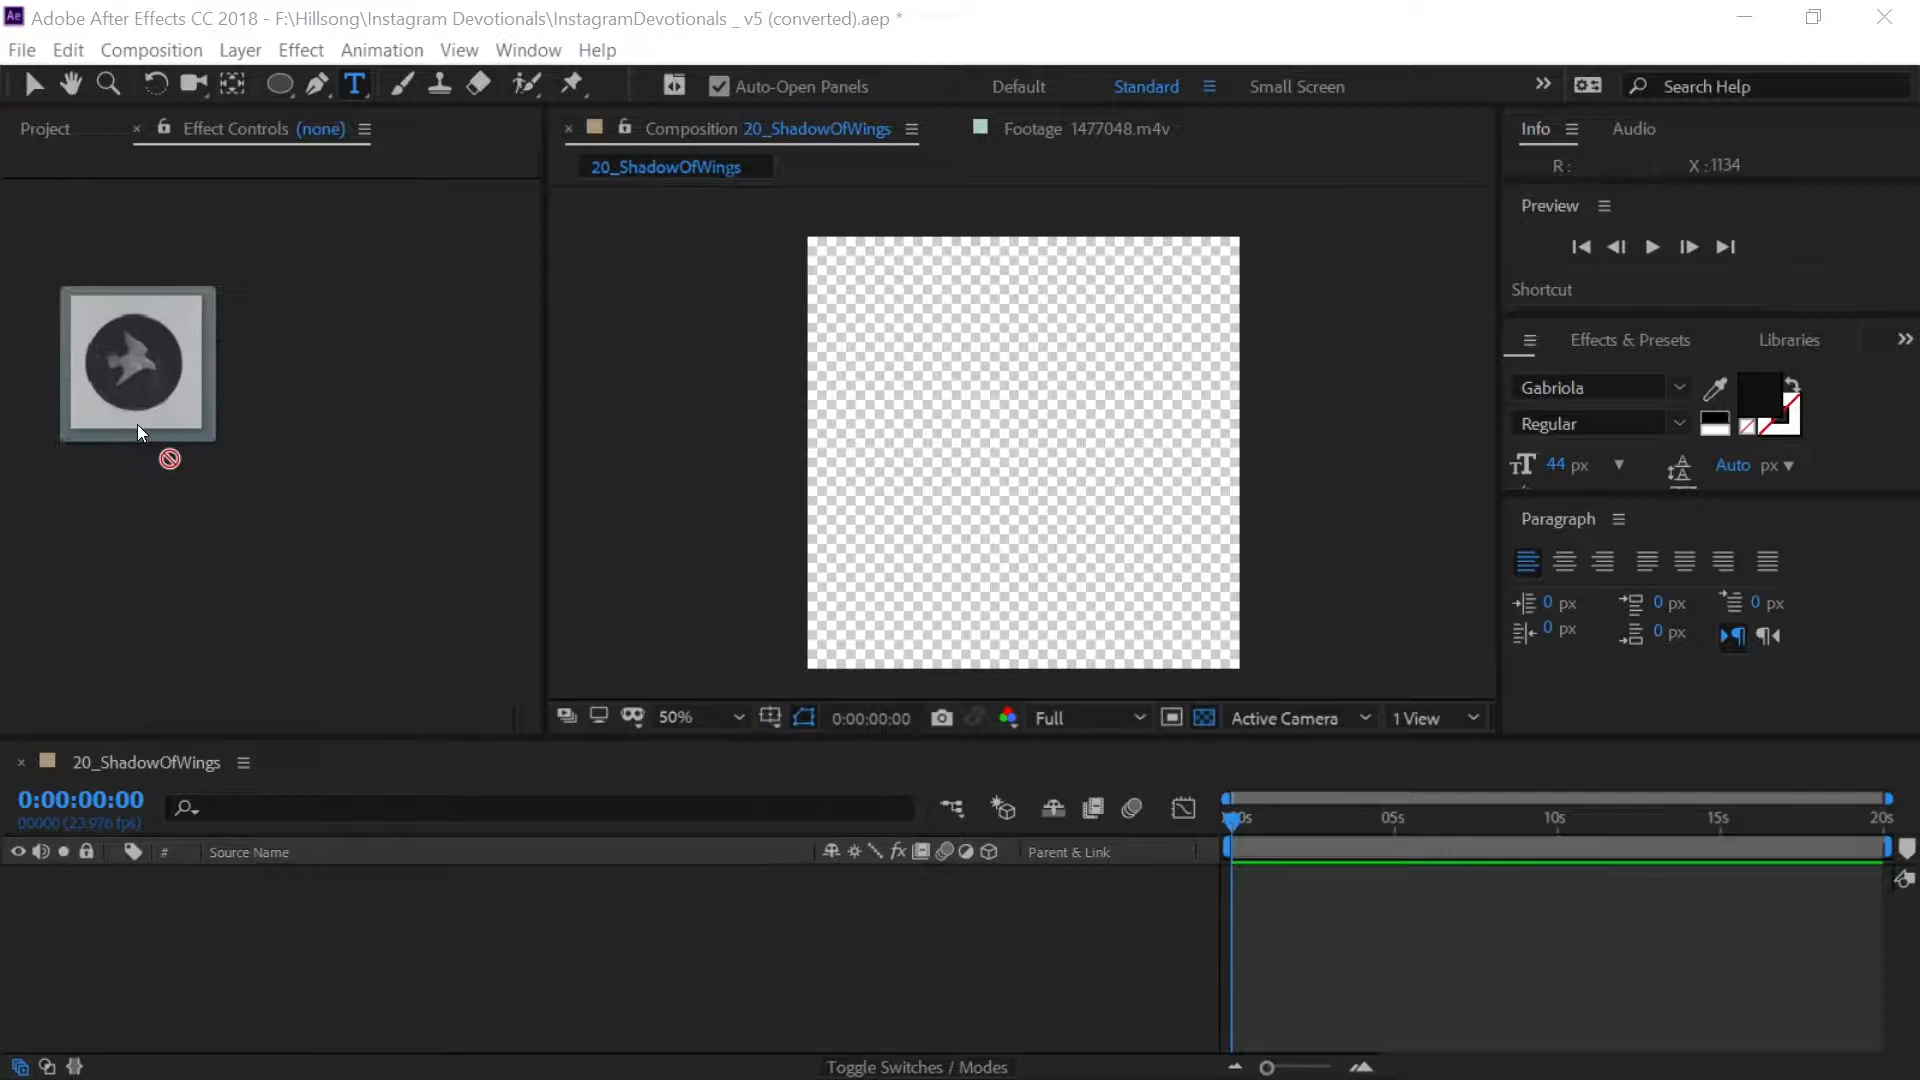 Adobe After Effects CC 2018 - F:\Hillsong\Instagram Devotionals\InstagramDevotionals _ v5 (converted).aep *
File Edit Composition Layer Effect Animation View Window Help
T Auto-Open Panels Default Standard Small Screen Search Help
Project × Effect Controls (none)
× Composition 20_ShadowOfWings Footage 1477048.m4v
Info Audio
20_ShadowOfWings
R : X : 1134
Preview
Shortcut
Effects & Presets Libraries
Gabriola
Regular
44 px Auto px
Paragraph
0 px 0 px 0 px
0 px 0 px
50% 0:00:00:00 Full Active Camera 1 View
× 20_ShadowOfWings
0:00:00:00
00000 (23.976 fps)
05s 10s 15s 20s
# Source Name fx Parent & Link
Toggle Switches / Modes